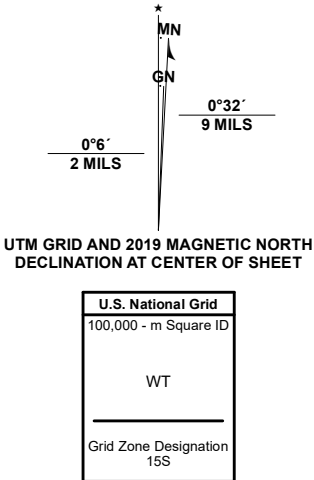 ★
MN
GN
0°32´
9 MILS
0°6´
2 MILS
UTM GRID AND 2019 MAGNETIC NORTH
DECLINATION AT CENTER OF SHEET
U.S. National Grid
100,000 - m Square ID
WT
Grid Zone Designation
15S